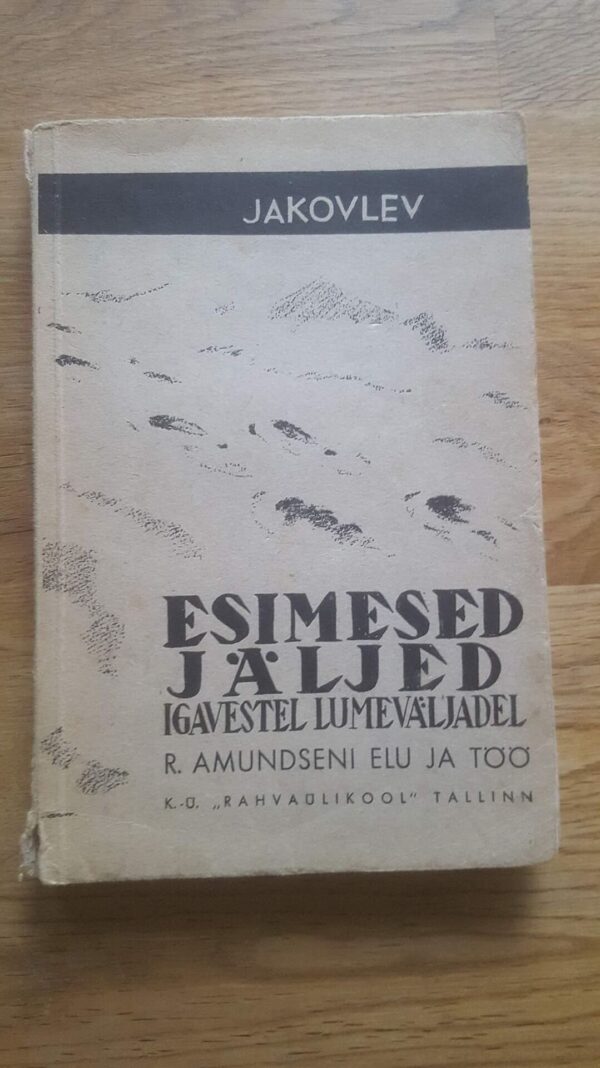 JAKOVLEV
ESIMESED
JÄLJED
IGAVESTEL LUMEVÄLJADEL
R. AMUNDSENI ELU JA TÖÖ
K.-Ü. „RAHVAÜLIKOOL“ TALLINN